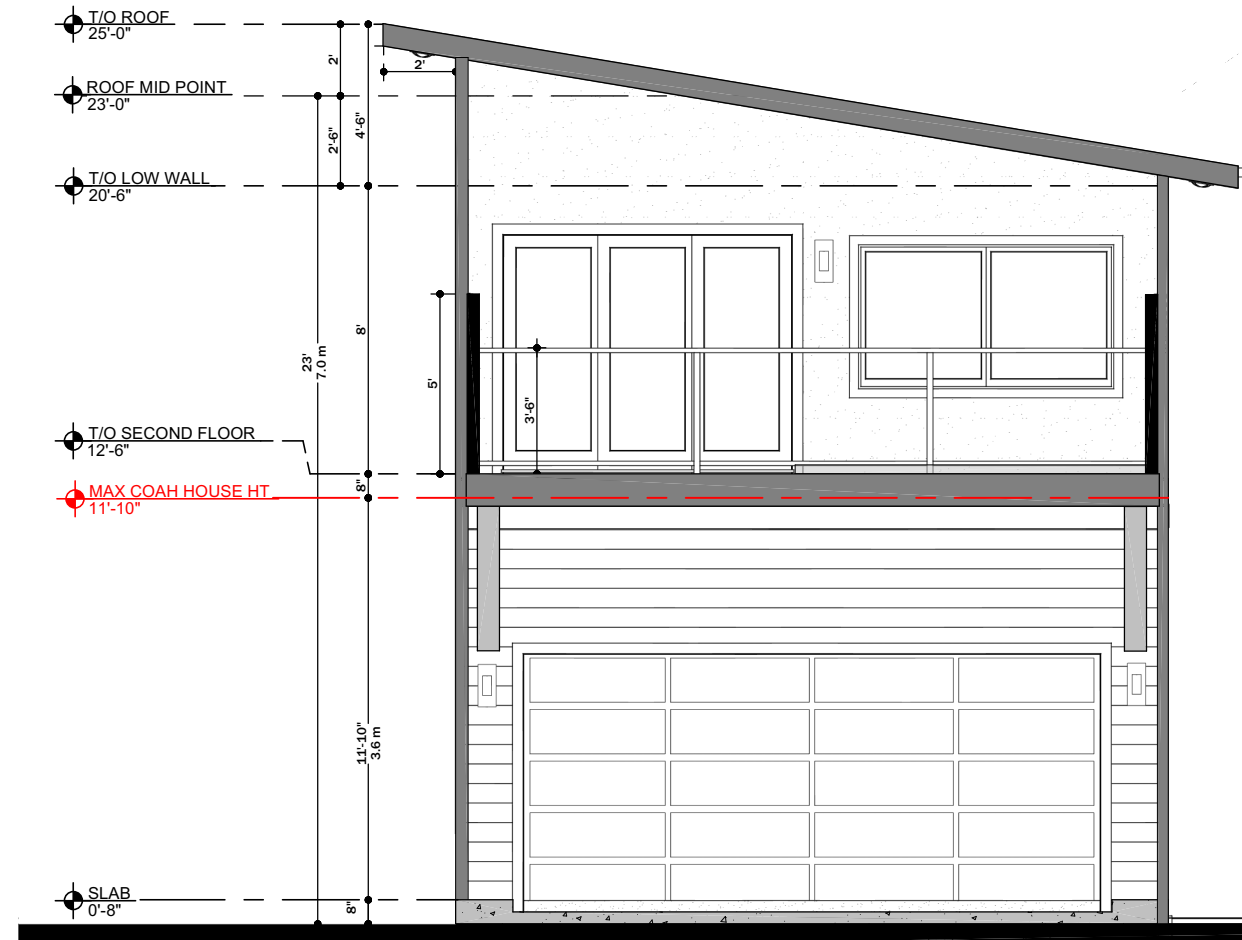 T/O ROOF
25'-0"
2'
2'
ROOF MID POINT
23'-0"
2'-6"
4'-6"
T/O LOW WALL
20'-6"
8'
23'
7.0 m
5'
3'-6"
T/O SECOND FLOOR
12'-6"
8"
MAX COAH HOUSE HT
11'-10"
11'-10"
3.6 m
SLAB
0'-8"
8"